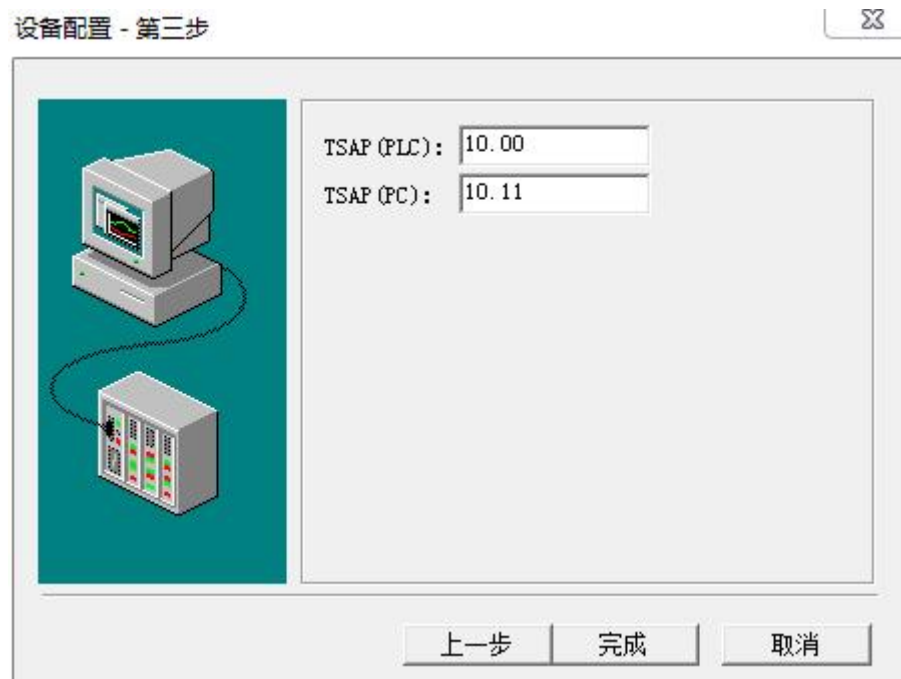 设备配置 - 第三步
TSAP(PLC): 10.00
TSAP(PC): 10.11
上一步 完成 取消